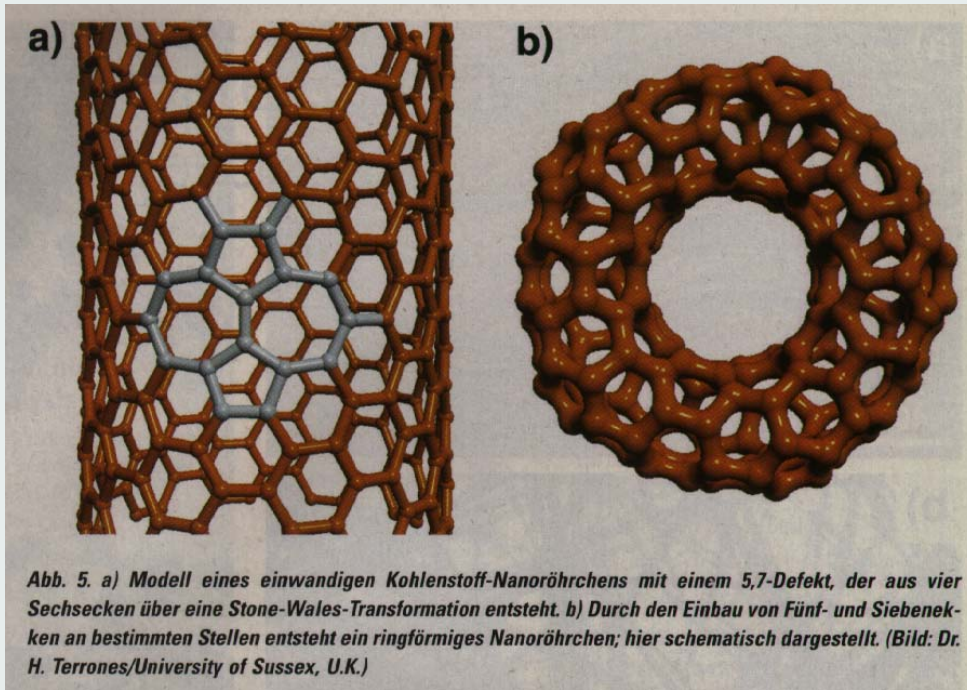 a)
b)
Abb. 5. a) Modell eines einwandigen Kohlenstoff-Nanoröhrchens mit einem 5,7-Defekt, der aus vier
Sechsecken über eine Stone-Wales-Transformation entsteht. b) Durch den Einbau von Fünf- und Siebenek-
ken an bestimmten Stellen entsteht ein ringförmiges Nanoröhrchen; hier schematisch dargestellt. (Bild: Dr.
H. Terrones/University of Sussex, U.K.)